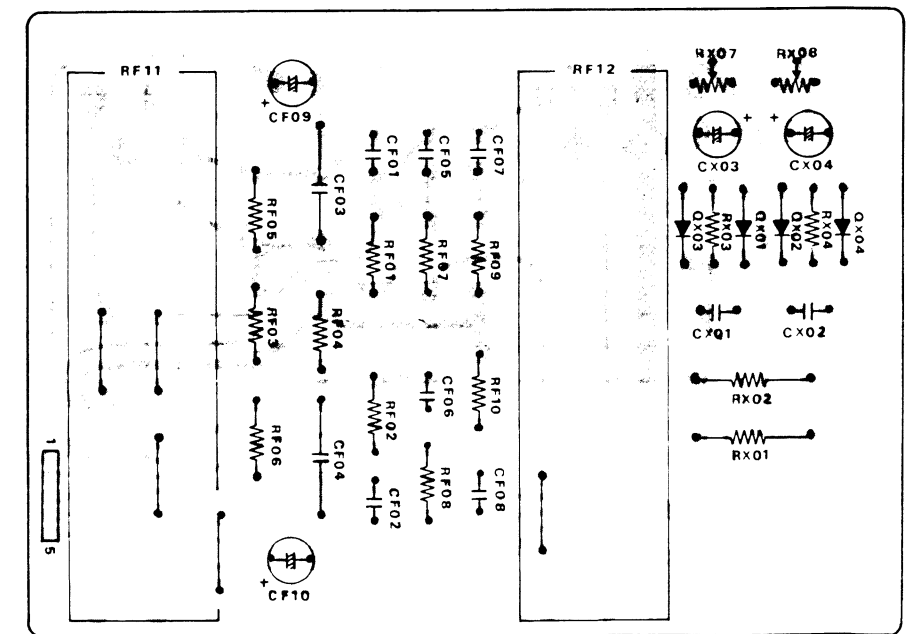 RF11
RF12
RX07
RX08
CF09
CX03
CX04
CF01
CF05
CF07
CF03
RF05
QX03
RX03
QX01
QX02
RX04
QX04
RF01
RF07
RF09
RF03
RF04
CX01
CX02
RX02
RF02
CF06
RF10
RX01
RF06
CF04
CF02
RF08
CF08
1
5
CF10